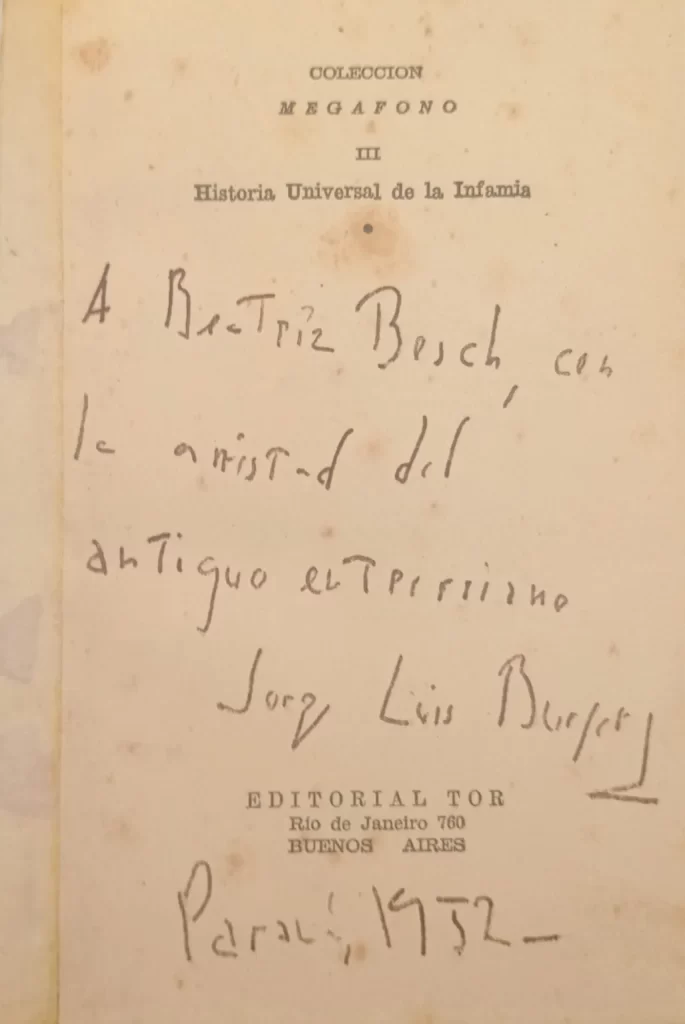 COLECCION
MEGAFONO
III
Historia Universal de la Infamia
A Beatriz Bosch, con
la amistad del
antiguo entrerriano
Jorge Luis Borges
EDITORIAL TOR
Rio de Janeiro 760
BUENOS AIRES
Paraná, 1952_